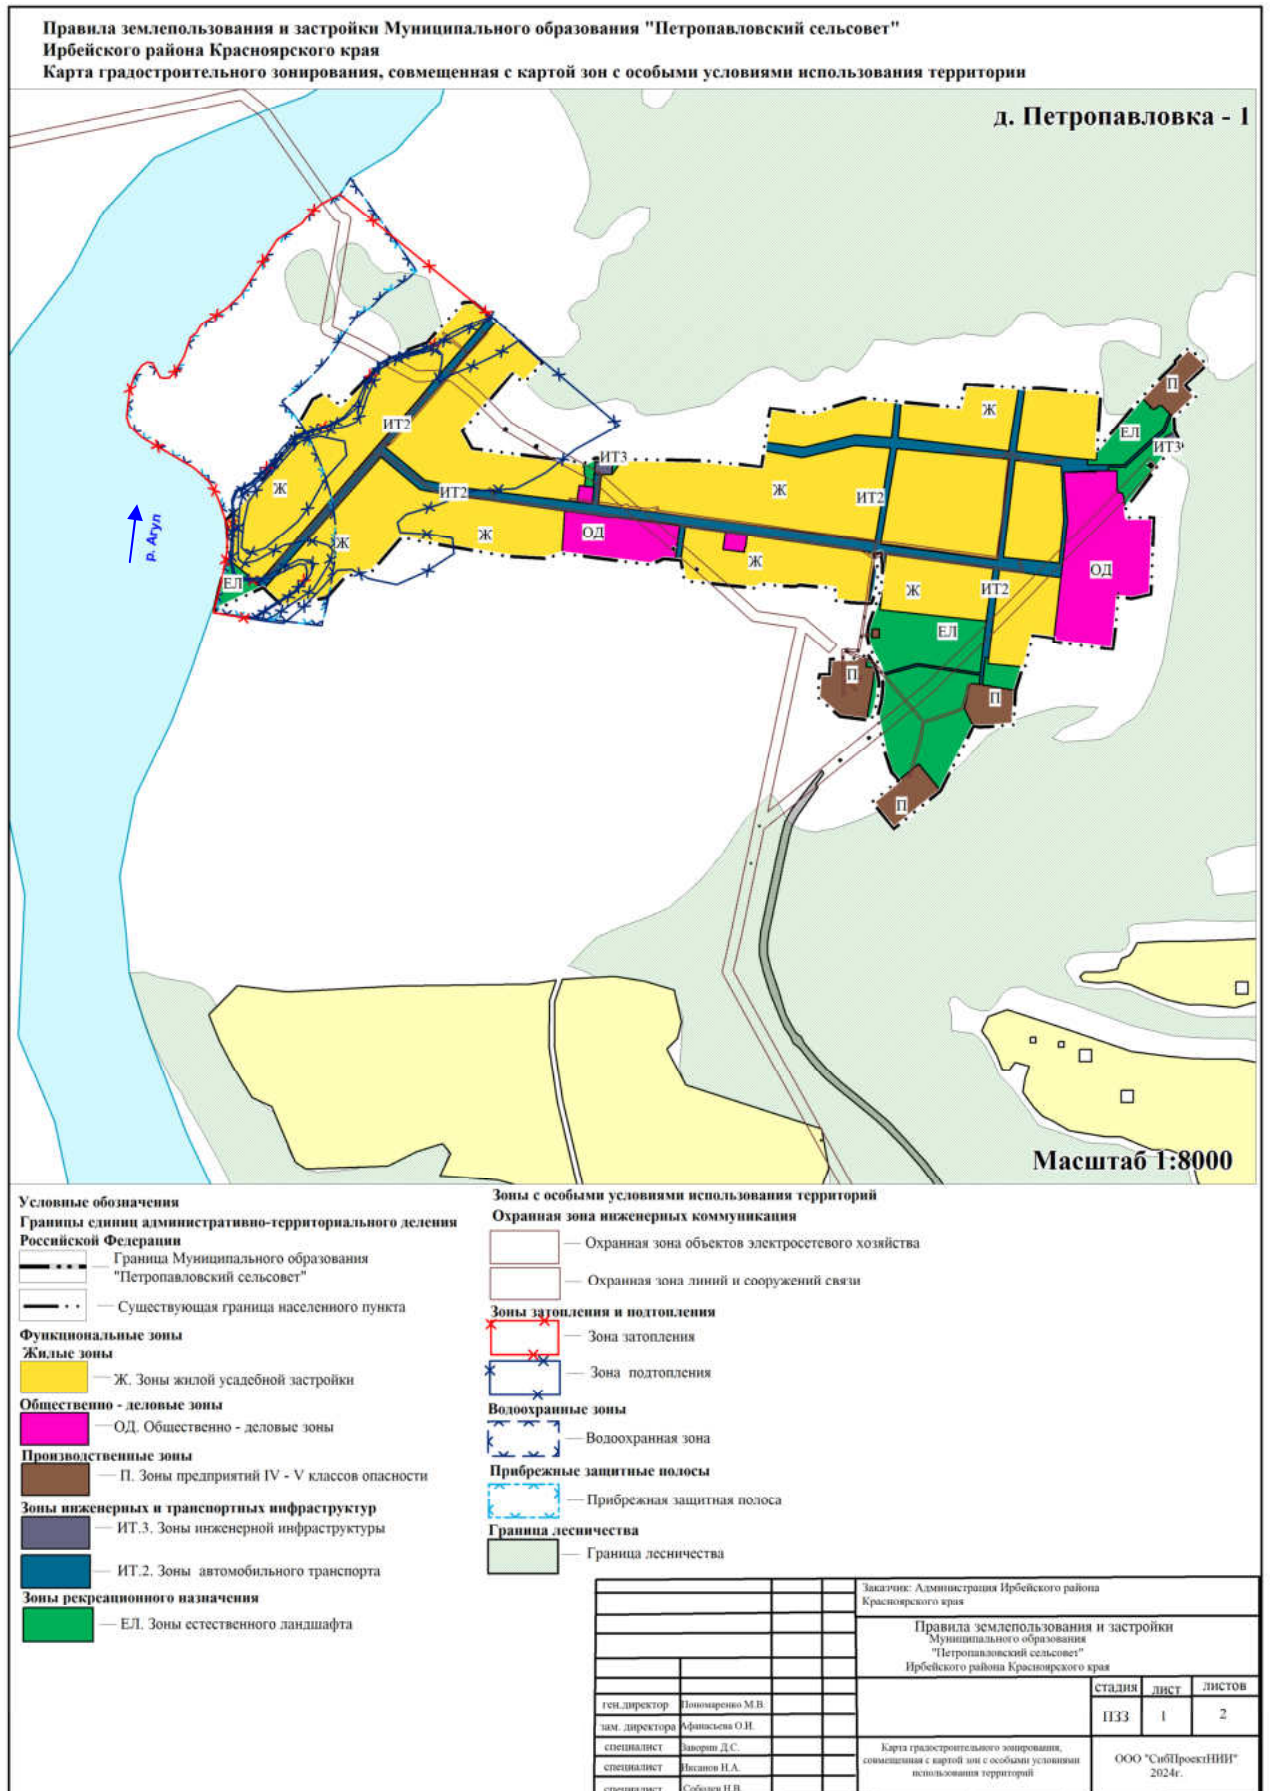 Правила землепользования и застройки Муниципального образования "Петропавловский сельсовет"
Ирбейского района Красноярского края
Карта градостроительного зонирования, совмещенная с картой зон с особыми условиями использования территории
д. Петропавловка - 1
П
Ж
ЕЛ
ИТ3
ИТ2
ИТ3
Ж
ИТ2
Ж
ИТ2
р. Агул
Ж
Ж
ОД
Ж
ОД
ЕЛ
Ж
ИТ2
ЕЛ
П
П
П
Масштаб 1:8000
Условные обозначения
Границы единиц административно-территориального деления
Российской Федерации
Граница Муниципального образования
"Петропавловский сельсовет"
Существующая граница населенного пункта
Функциональные зоны
Жилые зоны
Ж. Зоны жилой усадебной застройки
Общественно - деловые зоны
ОД. Общественно - деловые зоны
Производственные зоны
П. Зоны предприятий IV - V классов опасности
Зоны инженерных и транспортных инфраструктур
ИТ.3. Зоны инженерной инфраструктуры
ИТ.2. Зоны автомобильного транспорта
Зоны рекреационного назначения
ЕЛ. Зоны естественного ландшафта
Зоны с особыми условиями использования территорий
Охранная зона инженерных коммуникация
Охранная зона объектов электросетевого хозяйства
Охранная зона линий и сооружений связи
Зоны затопления и подтопления
Зона затопления
Зона подтопления
Водоохранные зоны
Водоохранная зона
Прибрежные защитные полосы
Прибрежная защитная полоса
Граница лесничества
Граница лесничества
Заказчик: Администрация Ирбейского района
Красноярского края
Правила землепользования и застройки
Муниципального образования
"Петропавловский сельсовет"
Ирбейского района Красноярского края
стадия лист листов
ПЗЗ 1 2
ген.директор Пономаренко М.В.
зам. директора Афанасьева О.И.
специалист Заворин Д.С.
специалист Иксанов Н.А.
специалист Соболев Н.В.
Карта градостроительного зонирования,
совмещенная с картой зон с особыми условиями
использования территорий
ООО "СибПроектНИИ"
2024г.